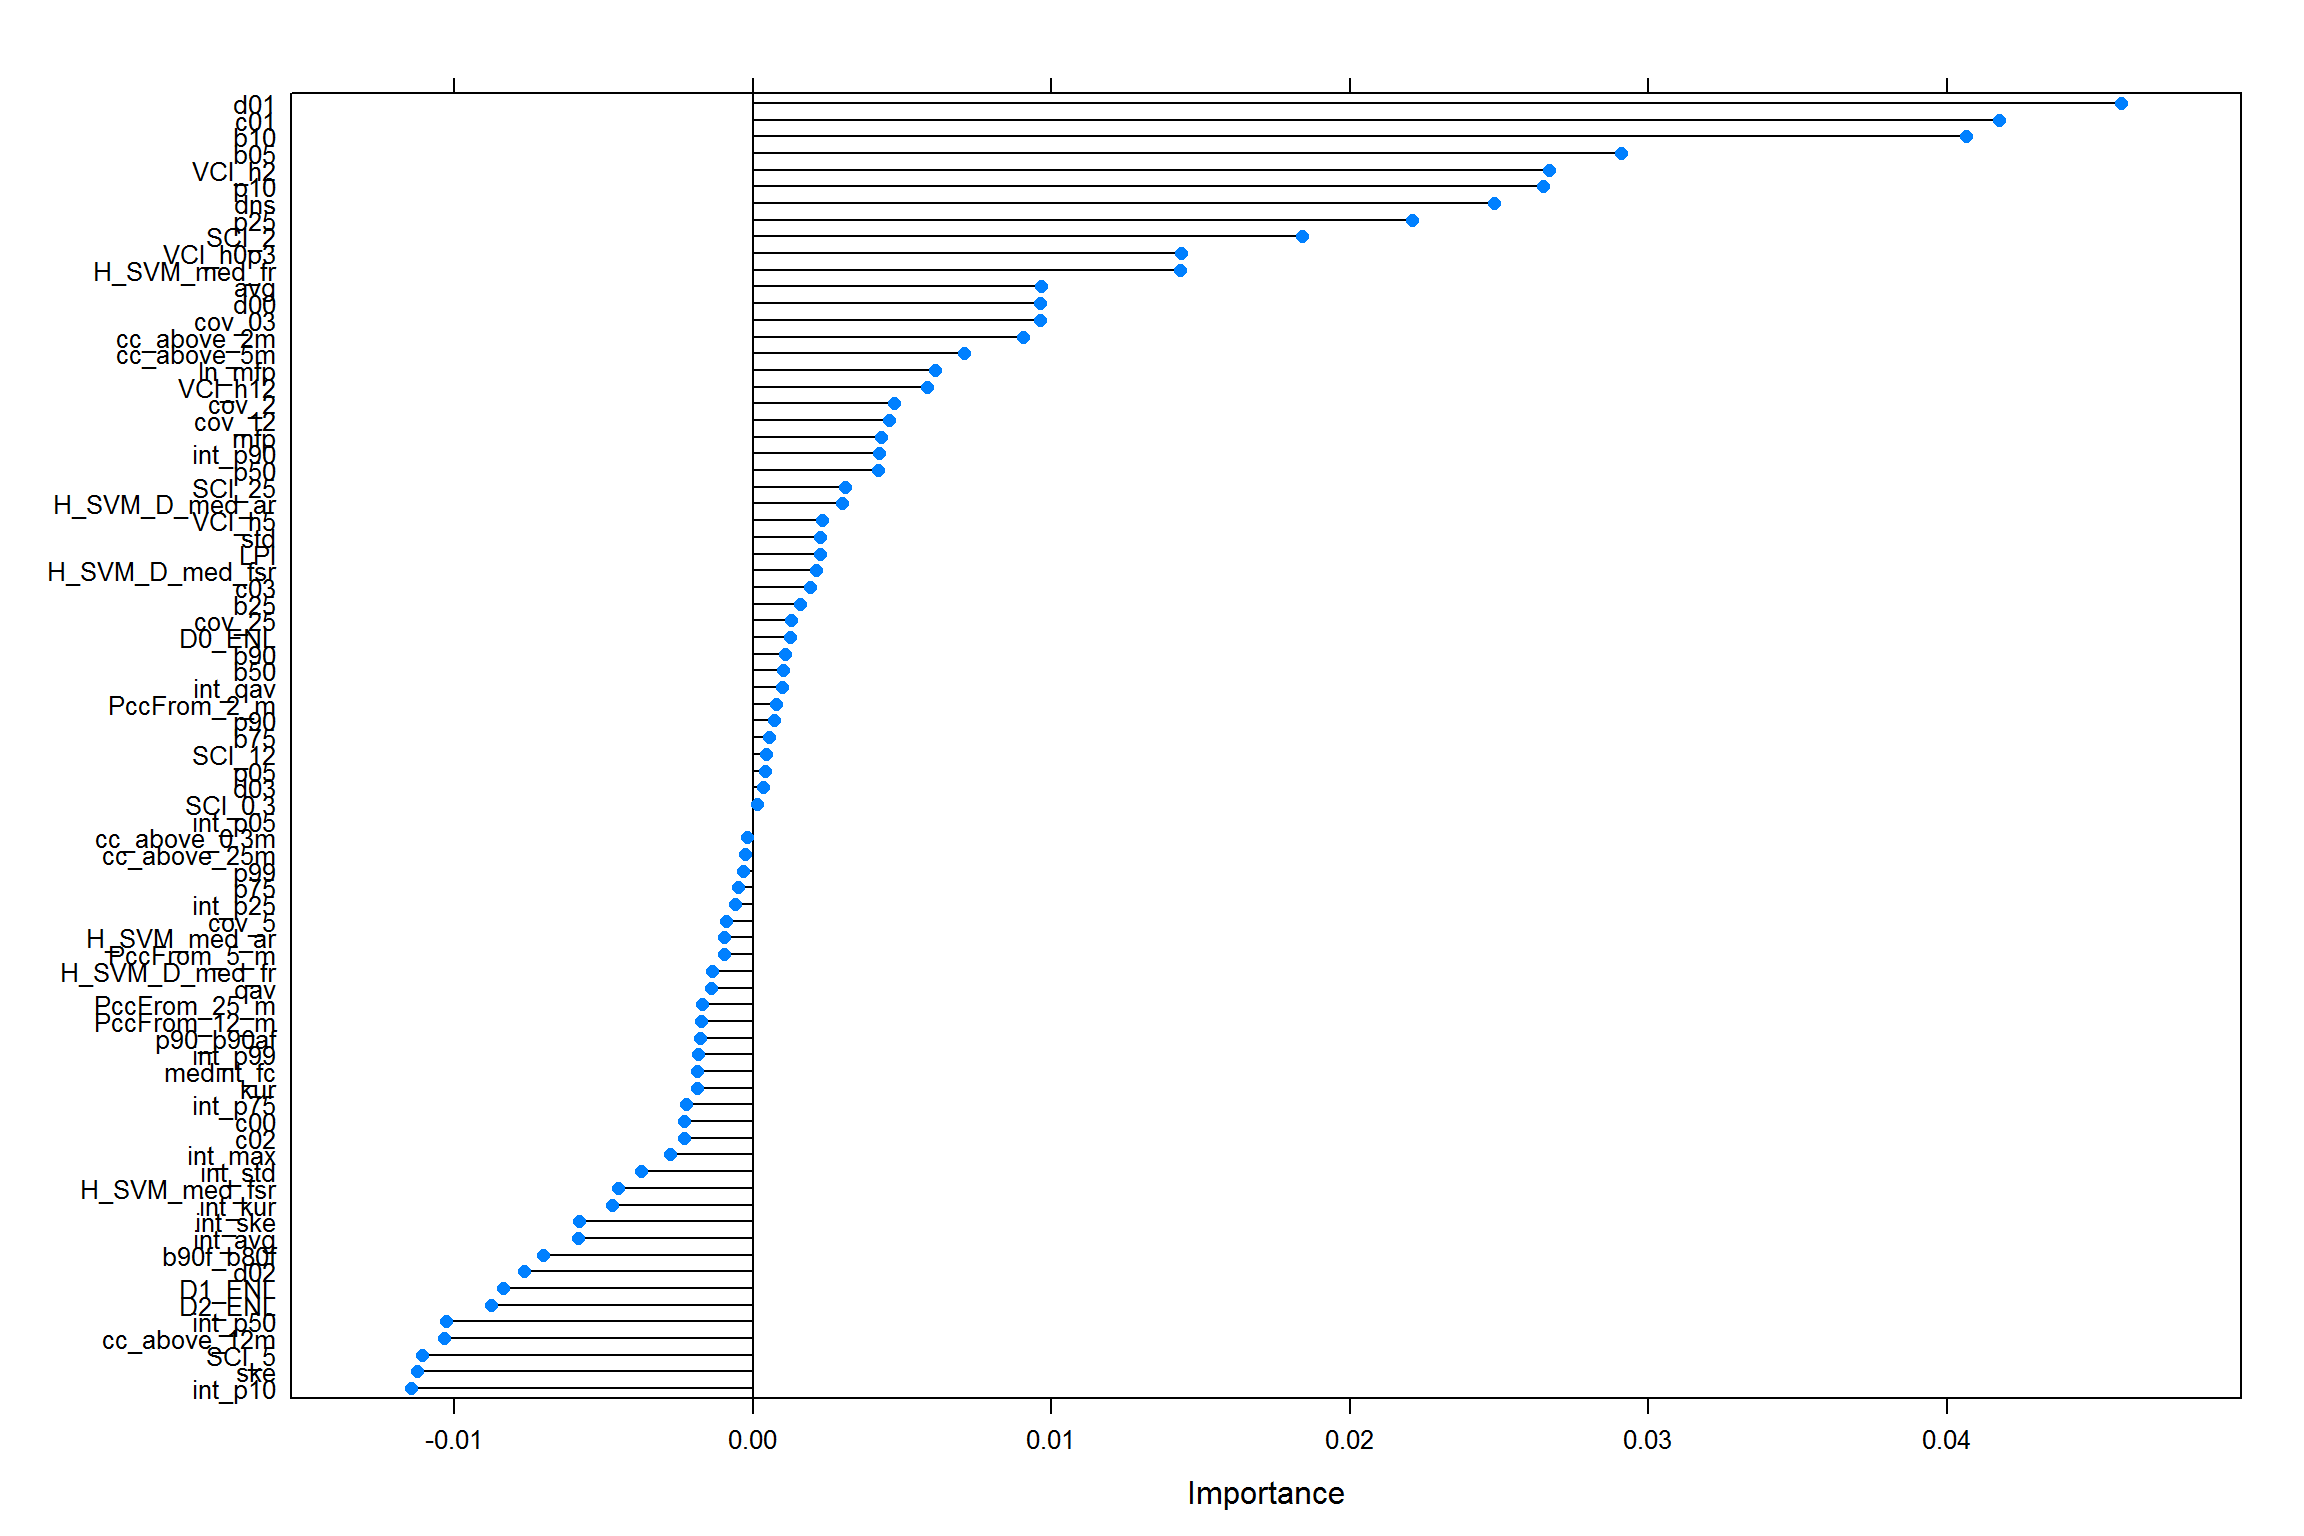 d01
c01
b10
b05
VCI_h2
p10
dns
p25
SCI_2
VCI_h0p3
H_SVM_med_fr
avg
d00
cov_03
cc_above_2m
cc_above_5m
ln_mfp
VCI_h12
cov_2
cov_12
mfp
int_p90
p50
SCI_25
H_SVM_D_med_ar
VCI_h5
std
LPI
H_SVM_D_med_fsr
c03
b25
cov_25
D0_ENL
b90
b50
int_qav
PccFrom_2_m
p90
b75
SCI_12
p05
d03
SCI_0.3
int_p05
cc_above_0.3m
cc_above_25m
p99
p75
int_p25
cov_5
H_SVM_med_ar
PccFrom_5_m
H_SVM_D_med_fr
qav
PccFrom_25_m
PccFrom_12_m
p90_b90af
int_p99
medint_fc
kur
int_p75
c00
c02
int_max
int_std
H_SVM_med_fsr
int_kur
int_ske
int_avg
b90f_b80f
d02
D1_ENL
D2_ENL
int_p50
cc_above_12m
SCI_5
ske
int_p10
-0.01 0.00 0.01 0.02 0.03 0.04
Importance